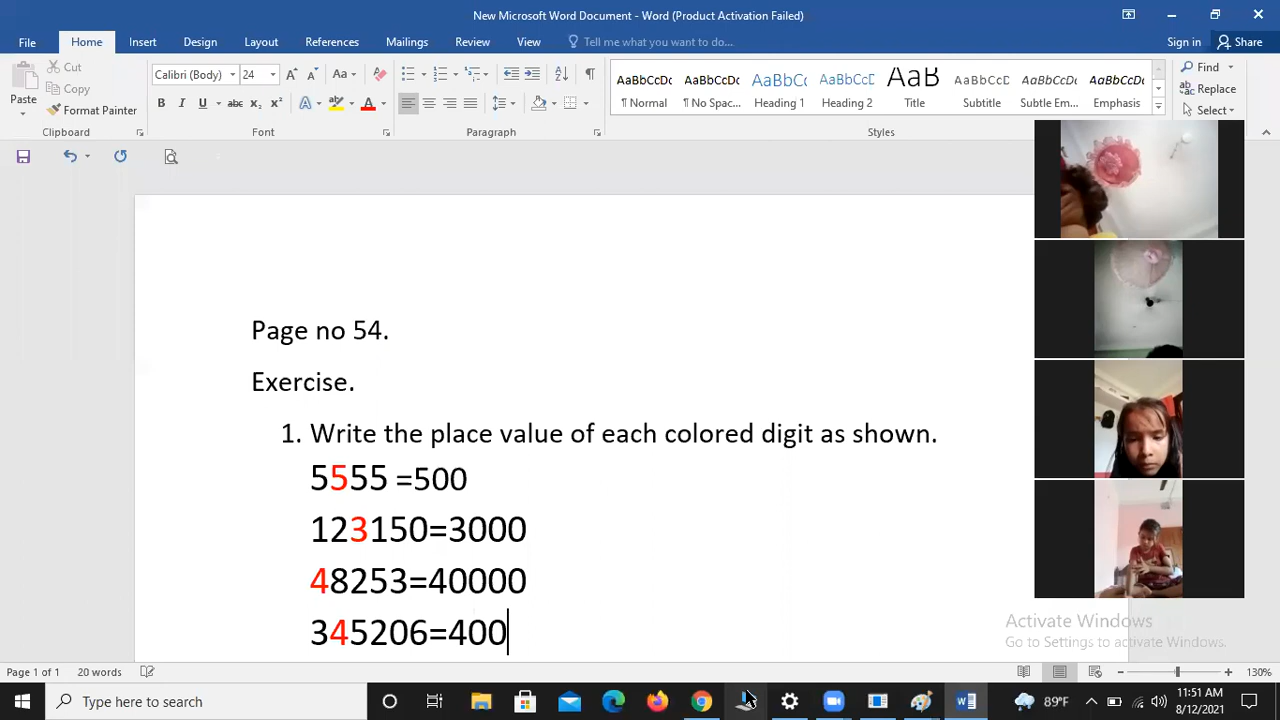 New Microsoft Word Document - Word (Product Activation Failed)
File Home Insert Design Layout References Mailings Review View Tell me what you want to do... Sign in Share
Paste
Cut
Copy
Format Painter
Clipboard
Calibri (Body) 24
Font
Paragraph
AaBbCcDc AaBbCcDc AaBbCc AaBbCcD AaB AaBbCcD AaBbCcDc AaBbCcDc
¶ Normal ¶ No Spac... Heading 1 Heading 2 Title Subtitle Subtle Em... Emphasis
Styles
Find
Replace
Select
Page no 54.
Exercise.
1. Write the place value of each colored digit as shown.
5555 =500
123150=3000
48253=40000
345206=400
Activate Windows
Go to Settings to activate Windows.
Page 1 of 1 20 words 130%
Type here to search
89°F
11:51 AM
8/12/2021